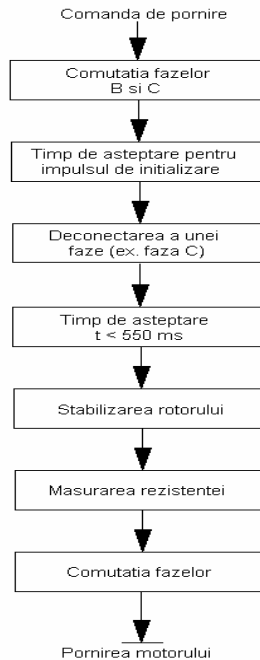 Comanda de pornire
Comutatia fazelor
B si C
Timp de asteptare pentru
impulsul de initializare
Deconectarea a unei
faze (ex. faza C)
Timp de asteptare
t < 550 ms
Stabilizarea rotorului
Masurarea rezistentei
Comutatia fazelor
Pornirea motorului